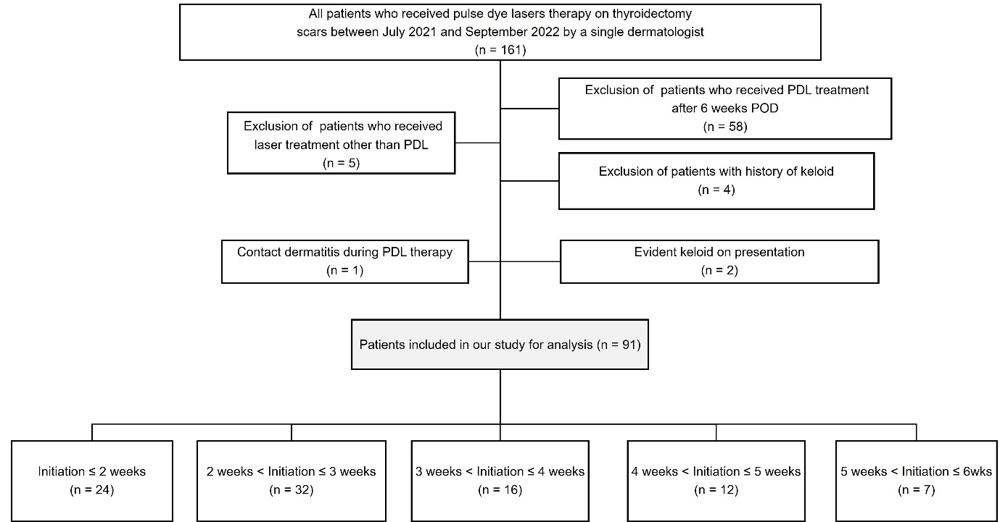 All patients who received pulse dye lasers therapy on thyroidectomy
scars between July 2021 and September 2022 by a single dermatologist
(n = 161)
Exclusion of patients who received PDL treatment
after 6 weeks POD
(n = 58)
Exclusion of patients who received
laser treatment other than PDL
(n = 5)
Exclusion of patients with history of keloid
(n = 4)
Contact dermatitis during PDL therapy
(n = 1)
Evident keloid on presentation
(n = 2)
Patients included in our study for analysis (n = 91)
Initiation ≤ 2 weeks
(n = 24)
2 weeks < Initiation ≤ 3 weeks
(n = 32)
3 weeks < Initiation ≤ 4 weeks
(n = 16)
4 weeks < Initiation ≤ 5 weeks
(n = 12)
5 weeks < Initiation ≤ 6wks
(n = 7)